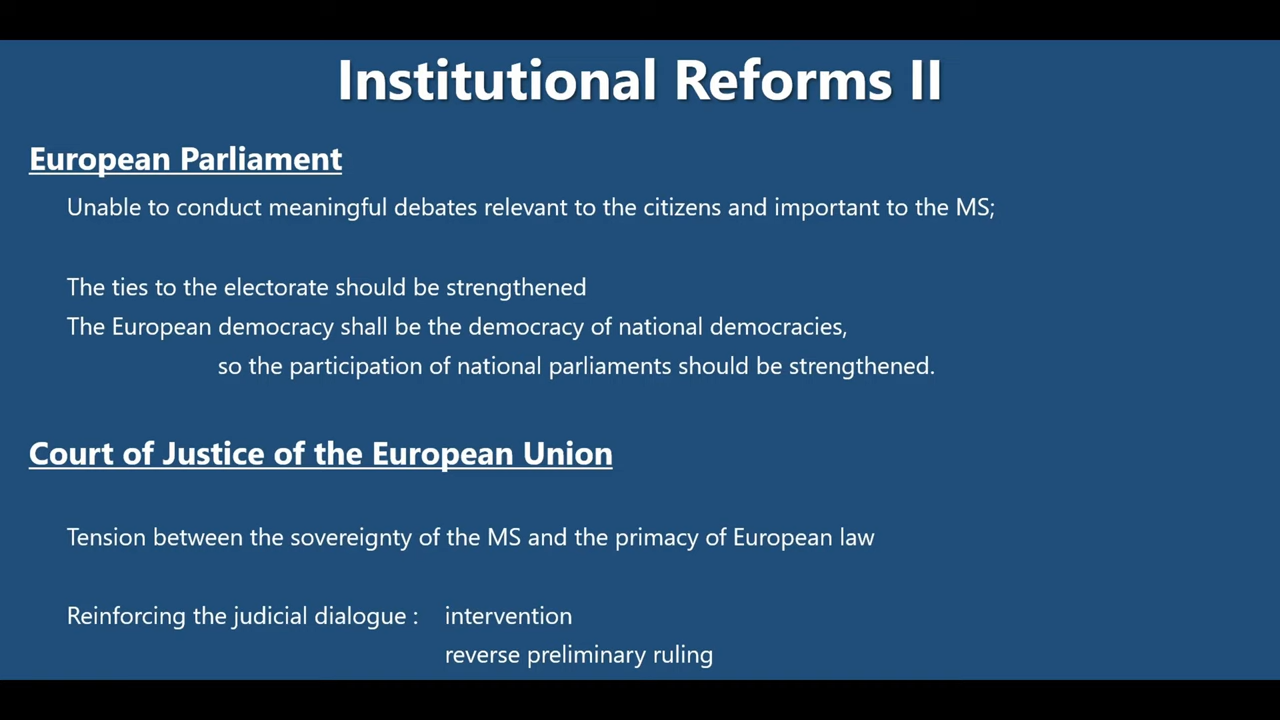 Institutional Reforms II
European Parliament
Unable to conduct meaningful debates relevant to the citizens and important to the MS;
The ties to the electorate should be strengthened
The European democracy shall be the democracy of national democracies,
so the participation of national parliaments should be strengthened.
Court of Justice of the European Union
Tension between the sovereignty of the MS and the primacy of European law
Reinforcing the judicial dialogue : intervention
reverse preliminary ruling